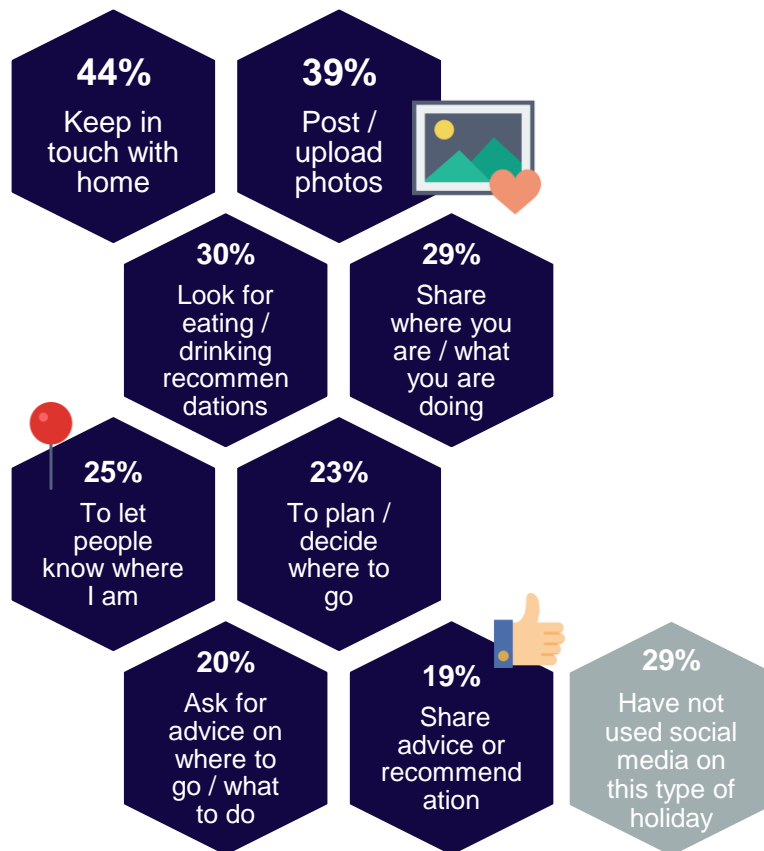 44%
Keep in
touch with
home
39%
Post /
upload
photos
30%
Look for
eating /
drinking
recommen
dations
29%
Share
where you
are / what
you are
doing
25%
To let
people
know where
I am
23%
To plan /
decide
where to
go
20%
Ask for
advice on
where to
go / what
to do
19%
Share
advice or
recommend
ation
29%
Have not
used social
media on
this type of
holiday